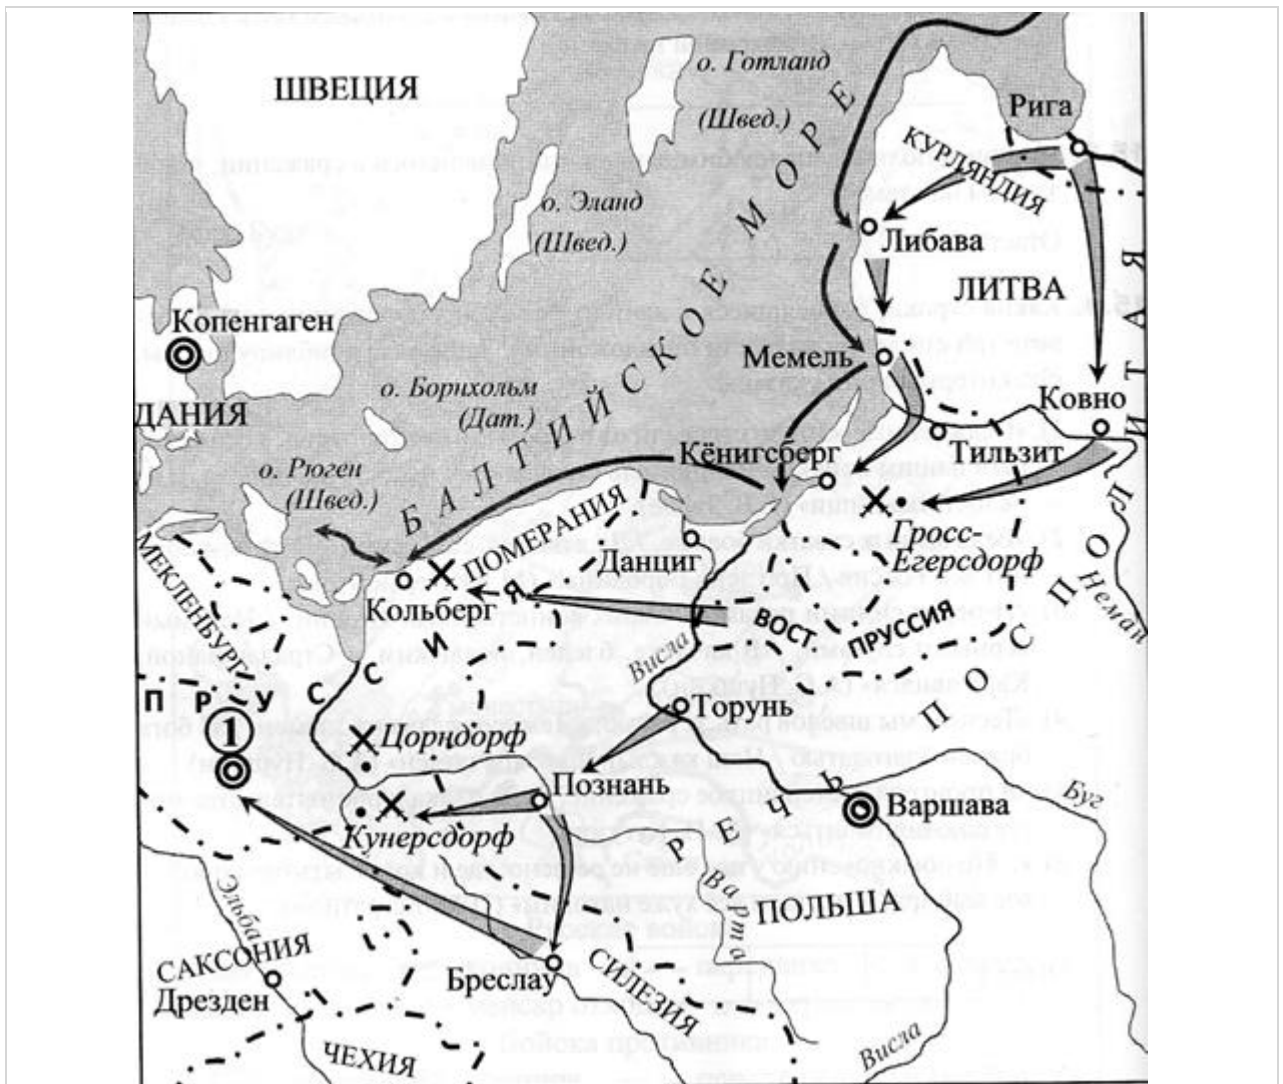 ШВЕЦИЯ
о. Готланд
(Швед.)
Рига
КУРЛЯНДИЯ
о. Эланд
(Швед.)
Либава
ЛИТВА
БАЛТИЙСКОЕ МОРЕ
Копенгаген
Мемель
о. Борнхольм
(Дат.)
ДАНИЯ
Ковно
Кёнигсберг
Тильзит
о. Рюген
(Швед.)
ПОМЕРАНИЯ
Гросс-
Егерсдорф
Данциг
МЕКЛЕНБУРГ
Кольберг
Неман
ВОСТ. ПРУССИЯ
Висла
ПРУССИЯ
Торунь
1
Цорндорф
Познань
РЕЧЬ ПОСПОЛИТАЯ
Варшава
Буг
Кунерсдорф
Эльба
Варта
ПОЛЬША
САКСОНИЯ
Дрезден
Бреслау
СИЛЕЗИЯ
ЧЕХИЯ
Висла